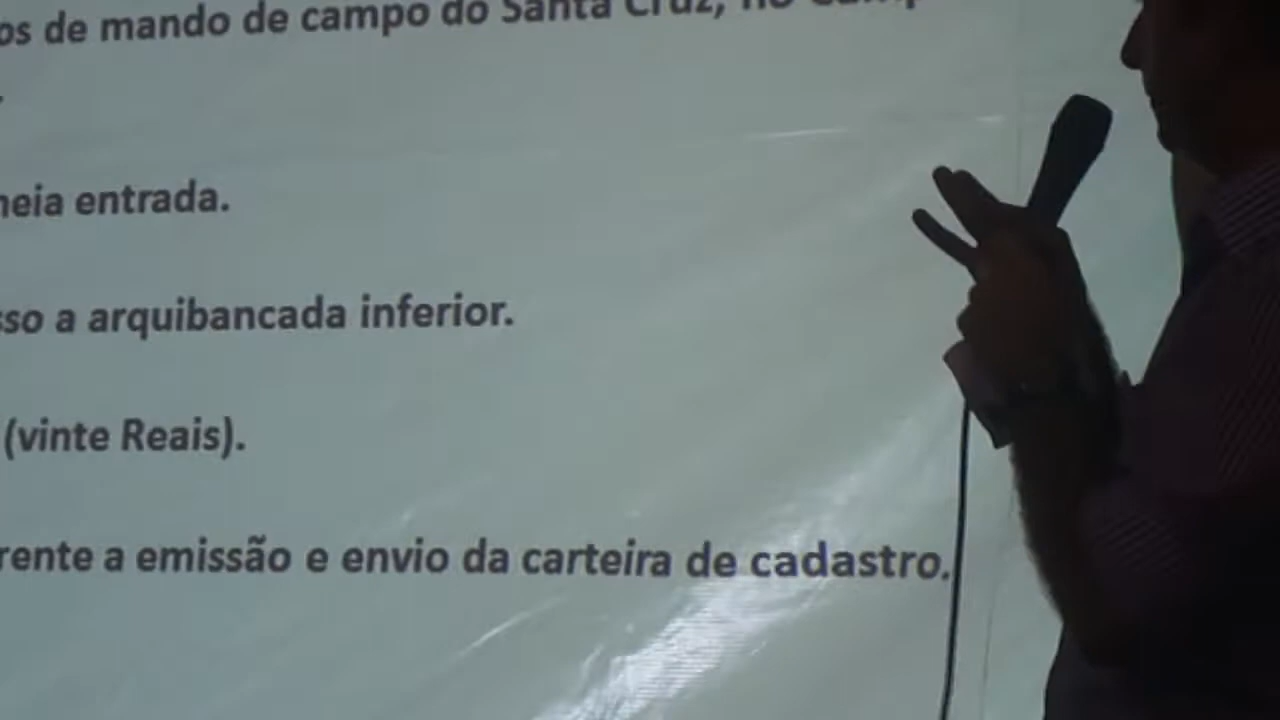 os de mando de campo do Santa Cruz, no
.
meia entrada.
sso a arquibancada inferior.
(vinte Reais).
rente a emissão e envio da carteira de cadastro.